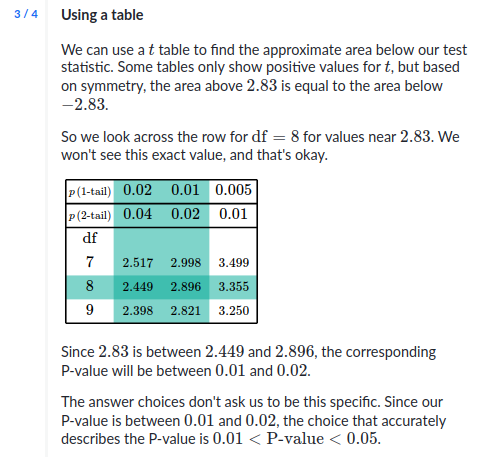 3 / 4 Using a table
We can use a t table to find the approximate area below our test
statistic. Some tables only show positive values for t, but based
on symmetry, the area above 2.83 is equal to the area below
−2.83.
So we look across the row for df = 8 for values near 2.83. We
won't see this exact value, and that's okay.
p (1-tail) 0.02 0.01 0.005
p (2-tail) 0.04 0.02 0.01
df
7 2.517 2.998 3.499
8 2.449 2.896 3.355
9 2.398 2.821 3.250
Since 2.83 is between 2.449 and 2.896, the corresponding
P-value will be between 0.01 and 0.02.
The answer choices don't ask us to be this specific. Since our
P-value is between 0.01 and 0.02, the choice that accurately
describes the P-value is 0.01 < P-value < 0.05.